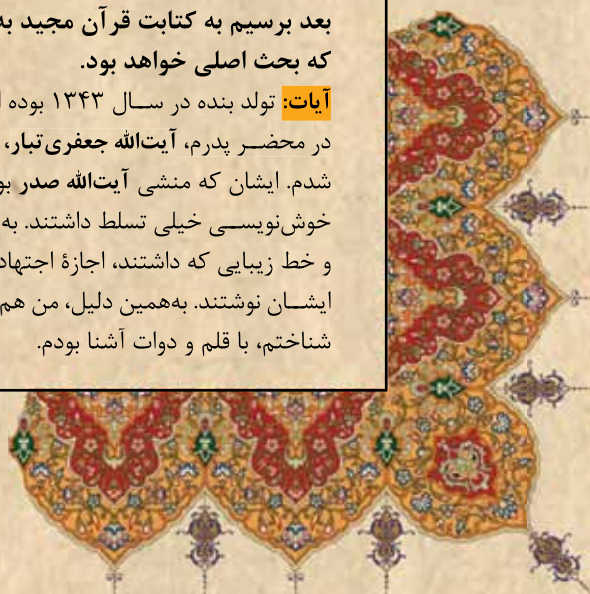 بعد برسیم به کتابت قرآن مجید به
که بحث اصلی خواهد بود.
آیات: تولد بنده در سال ۱۳۴۳ بوده
در محضر پدرم، آیت‌الله جعفری‌تبار،
شدم. ایشان که منشی آیت‌الله صدر
خوش‌نویسی خیلی تسلط داشتند. به
و خط زیبایی که داشتند، اجازهٔ اجتهاد
ایشان نوشتند. به‌همین دلیل، من هم
شناختم، با قلم و دوات آشنا بودم.